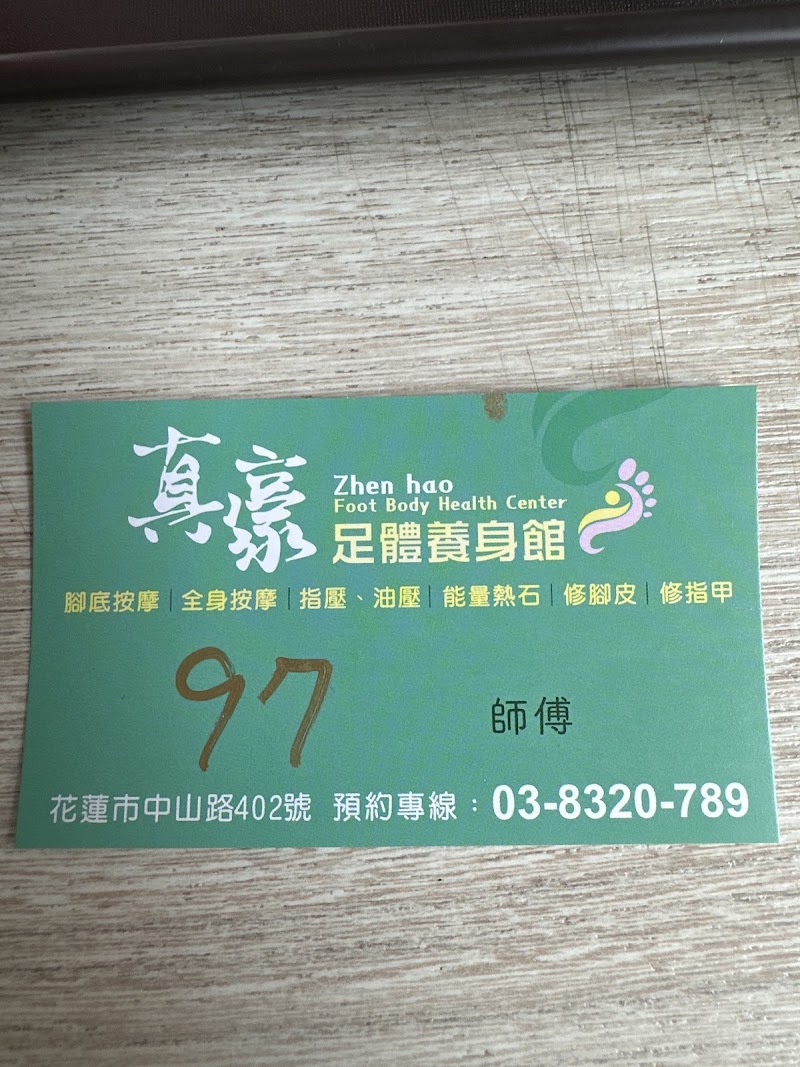 真豪
Zhen hao
Foot Body Health Center
足體養身館
腳底按摩|全身按摩|指壓、油壓|能量熱石|修腳皮|修指甲
97 師傅
花蓮市中山路402號 預約專線：03-8320-789